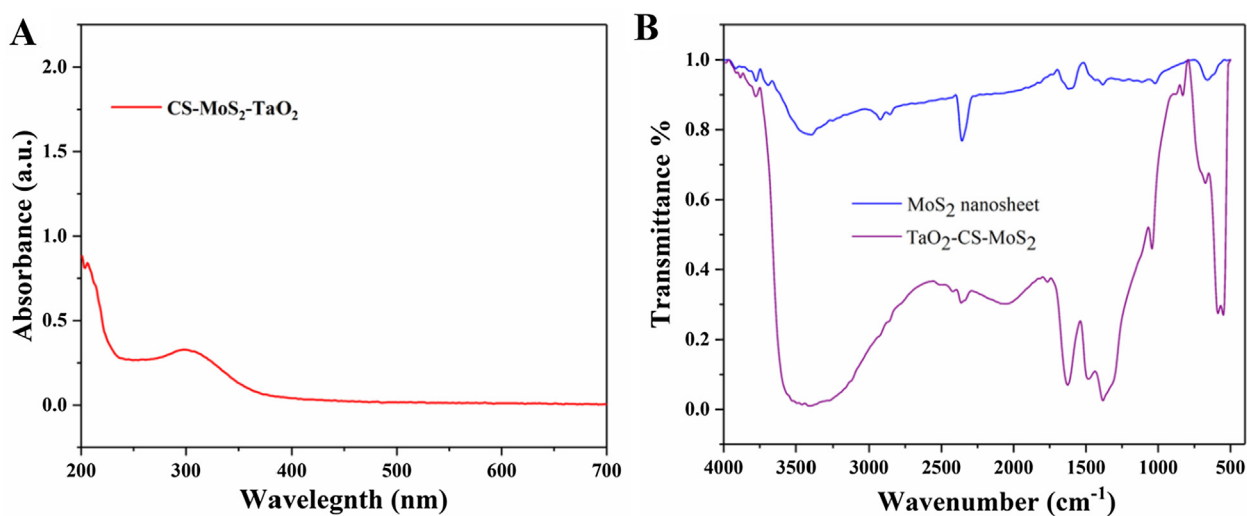 A
2.0
1.5
1.0
0.5
0.0
Absorbance (a.u.)
CS-MoS2-TaO2
200 300 400 500 600 700
Wavelegnth (nm)
B
1.0
0.8
0.6
0.4
0.2
0.0
Transmittance %
MoS2 nanosheet
TaO2-CS-MoS2
4000 3500 3000 2500 2000 1500 1000 500
Wavenumber (cm-1)